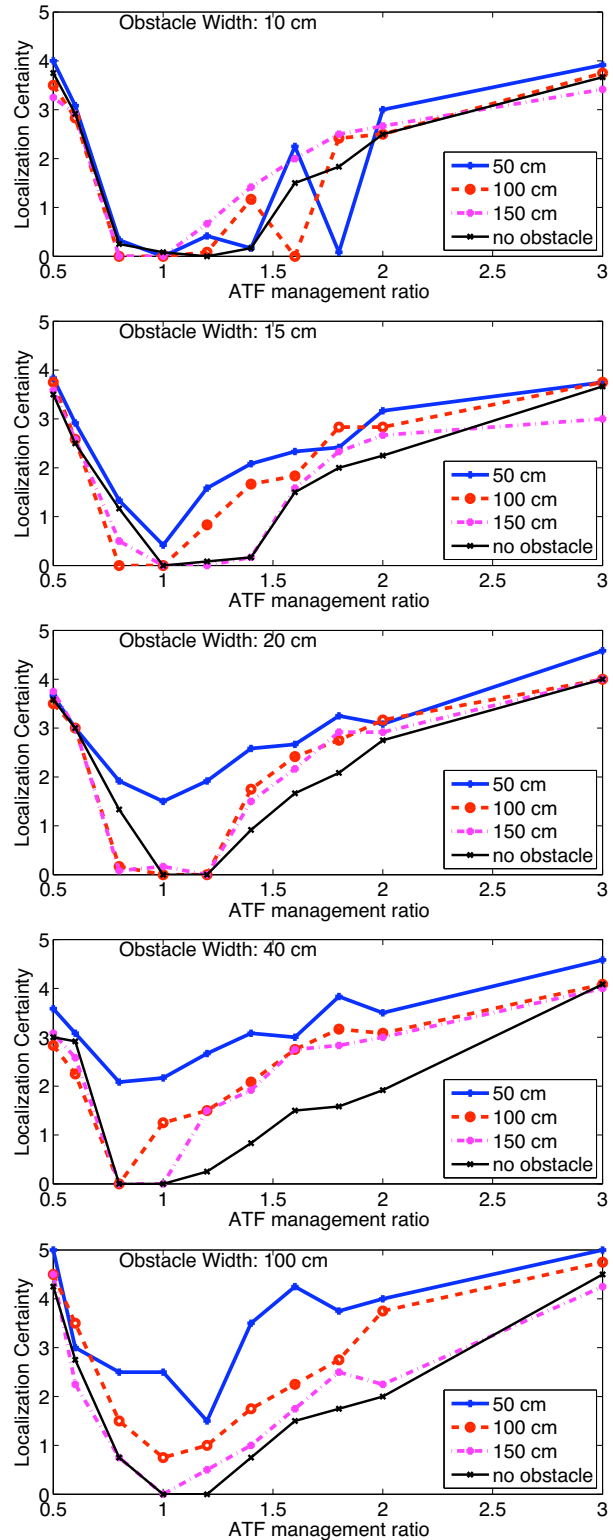 Obstacle Width: 10 cm
5
4
3
2
1
0
Localization Certainty
50 cm
100 cm
150 cm
no obstacle
0.5 1 1.5 2 2.5 3
ATF management ratio
Obstacle Width: 15 cm
5
4
3
2
1
0
Localization Certainty
50 cm
100 cm
150 cm
no obstacle
0.5 1 1.5 2 2.5 3
ATF management ratio
Obstacle Width: 20 cm
5
4
3
2
1
0
Localization Certainty
50 cm
100 cm
150 cm
no obstacle
0.5 1 1.5 2 2.5 3
ATF management ratio
Obstacle Width: 40 cm
5
4
3
2
1
0
Localization Certainty
50 cm
100 cm
150 cm
no obstacle
0.5 1 1.5 2 2.5 3
ATF management ratio
Obstacle Width: 100 cm
5
4
3
2
1
0
Localization Certainty
50 cm
100 cm
150 cm
no obstacle
0.5 1 1.5 2 2.5 3
ATF management ratio